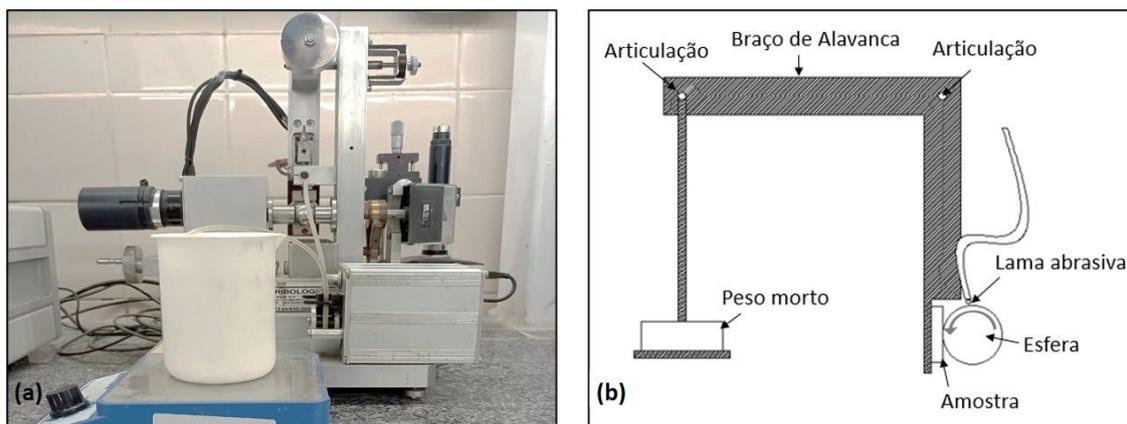 Articulação
Braço de Alavanca
Articulação
Lama abrasiva
Peso morto
Esfera
Amostra
(a)
(b)